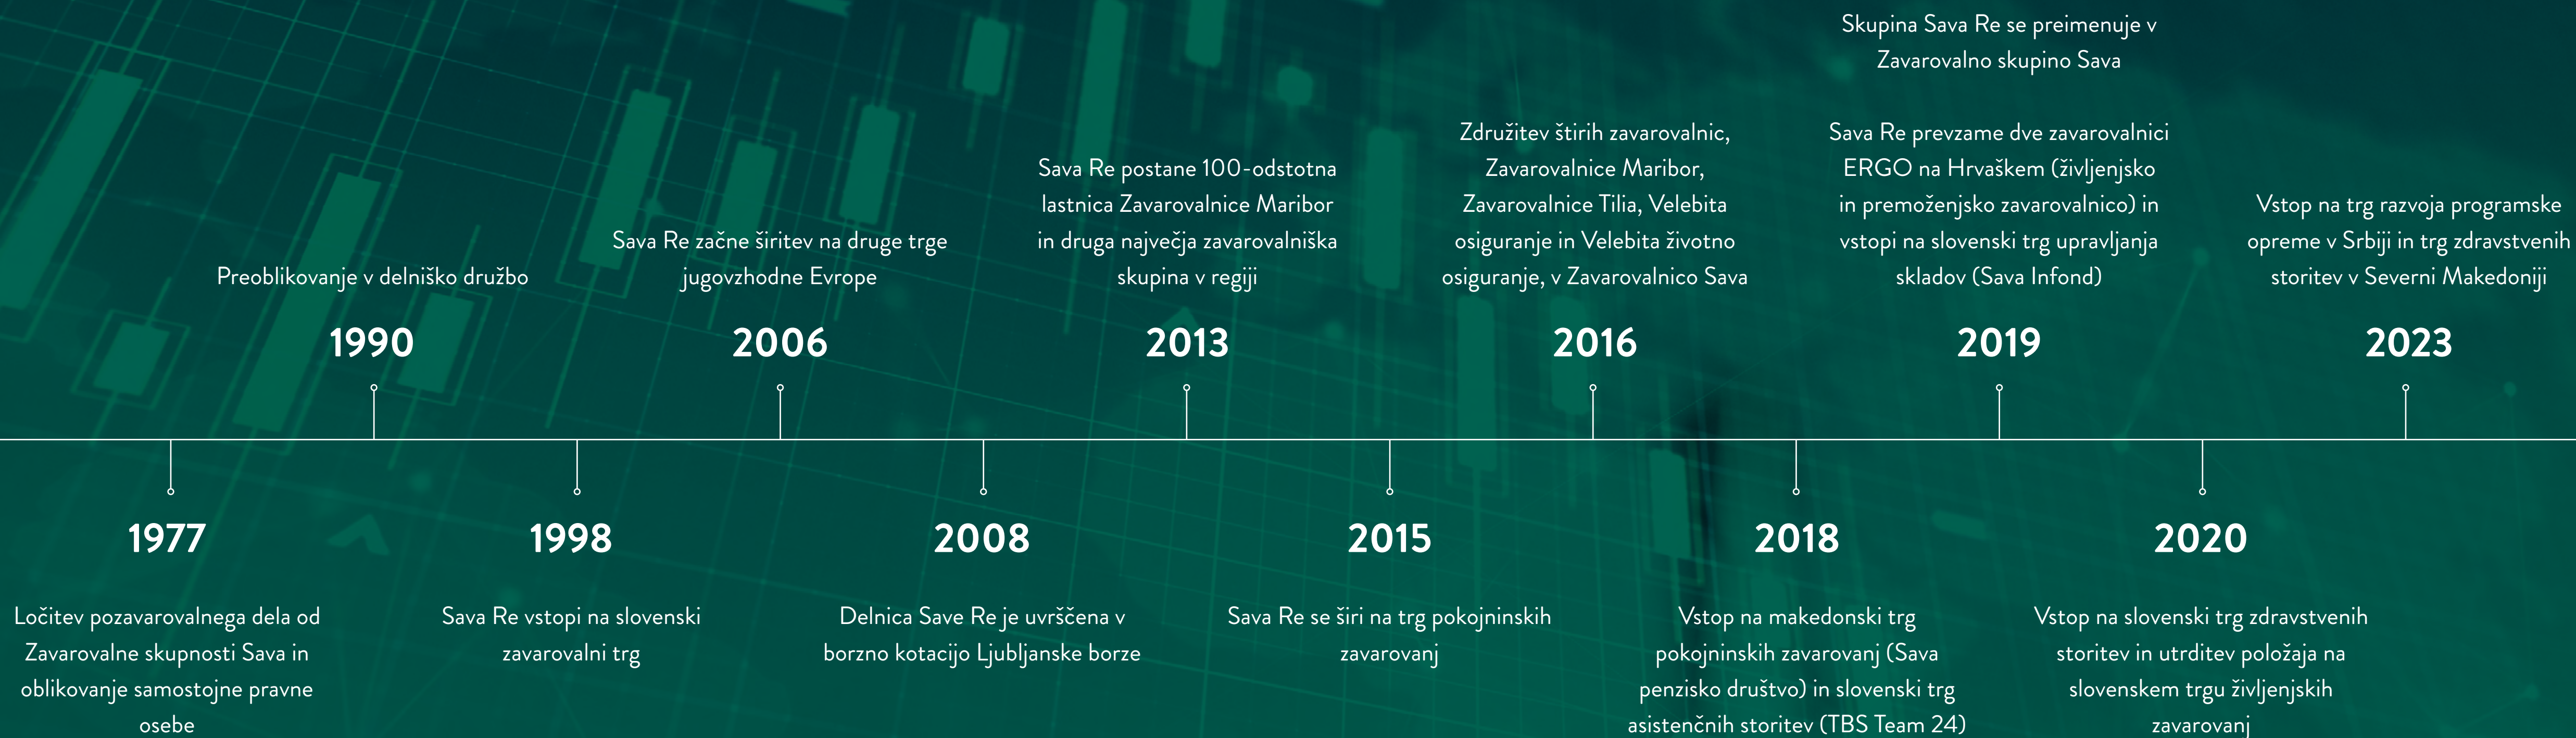 Skupina Sava Re se preimenuje v
Zavarovalno skupino Sava
Sava Re prevzame dve zavarovalnici
ERGO na Hrvaškem (življenjsko
in premoženjsko zavarovalnico) in
vstopi na slovenski trg upravljanja
skladov (Sava Infond)
2019
Združitev štirih zavarovalnic,
Zavarovalnice Maribor,
Zavarovalnice Tilia, Velebita
osiguranje in Velebita životno
osiguranje, v Zavarovalnico Sava
2016
Sava Re postane 100-odstotna
lastnica Zavarovalnice Maribor
in druga največja zavarovalniška
skupina v regiji
2013
Sava Re začne širitev na druge trge
jugovzhodne Evrope
2006
Preoblikovanje v delniško družbo
1990
Vstop na trg razvoja programske
opreme v Srbiji in trg zdravstvenih
storitev v Severni Makedoniji
2023
1977
Ločitev pozavarovalnega dela od
Zavarovalne skupnosti Sava in
oblikovanje samostojne pravne
osebe
1998
Sava Re vstopi na slovenski
zavarovalni trg
2008
Delnica Save Re je uvrščena v
borzno kotacijo Ljubljanske borze
2015
Sava Re se širi na trg pokojninskih
zavarovanj
2018
Vstop na makedonski trg
pokojninskih zavarovanj (Sava
penzisko društvo) in slovenski trg
asistenčnih storitev (TBS Team 24)
2020
Vstop na slovenski trg zdravstvenih
storitev in utrditev položaja na
slovenskem trgu življenjskih
zavarovanj